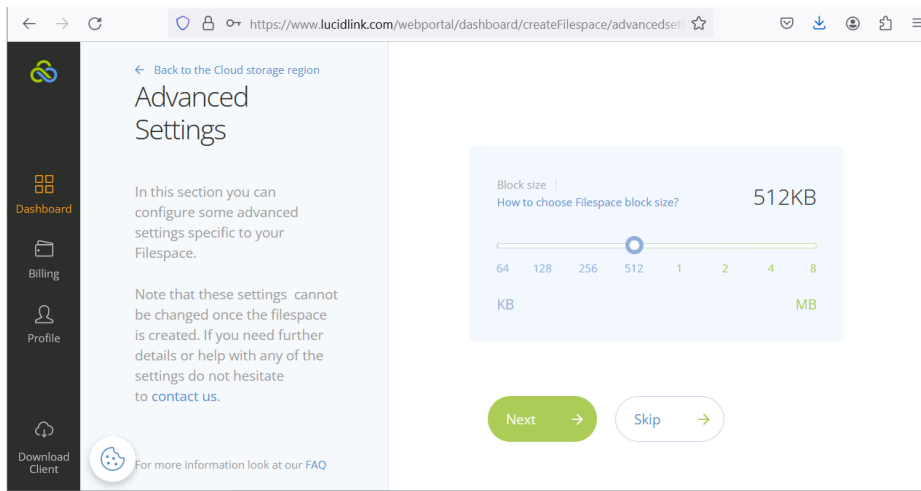 https://www.lucidlink.com/webportal/dashboard/createFilespace/advancedsett
Dashboard
Billing
Profile
Download
Client
Back to the Cloud storage region
Advanced
Settings
In this section you can
configure some advanced
settings specific to your
Filespace.
Note that these settings cannot
be changed once the filespace
is created. If you need further
details or help with any of the
settings do not hesitate
to contact us.
For more information look at our FAQ
Block size
How to choose Filespace block size?
512KB
64 128 256 512 1 2 4 8
KB MB
Next
Skip